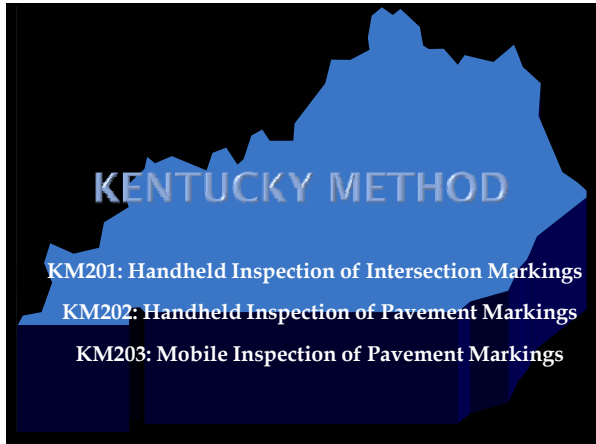 KENTUCKY METHOD
KM201: Handheld Inspection of Intersection Markings
KM202: Handheld Inspection of Pavement Markings
KM203: Mobile Inspection of Pavement Markings